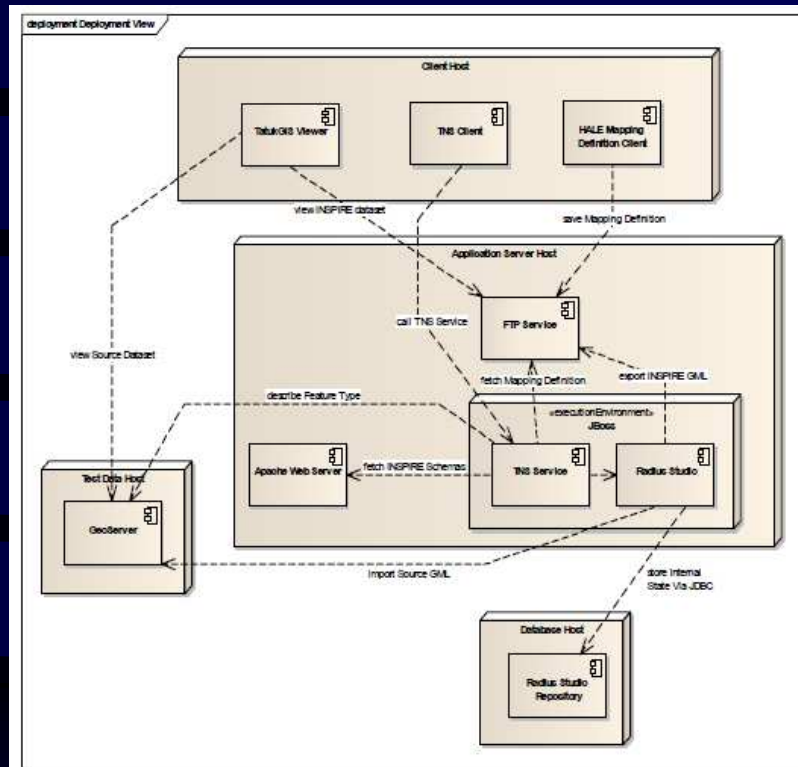 deployment Deployment View
Client Host
TatukGIS Viewer
TNS Client
HALE Mapping
Definition Client
view INSPIRE dataset
save Mapping Definition
Application Server Host
FTP Service
call TNS Service
view Source Dataset
fetch Mapping Definition
export INSPIRE GML
describe Feature Type
«executionEnvironment»
JBoss
Test Data Host
GeoServer
Apache Web Server
fetch INSPIRE Schemas
TNS Service
Radius Studio
Import Source GML
store Internal
State Via JDBC
Database Host
Radius Studio
Repository